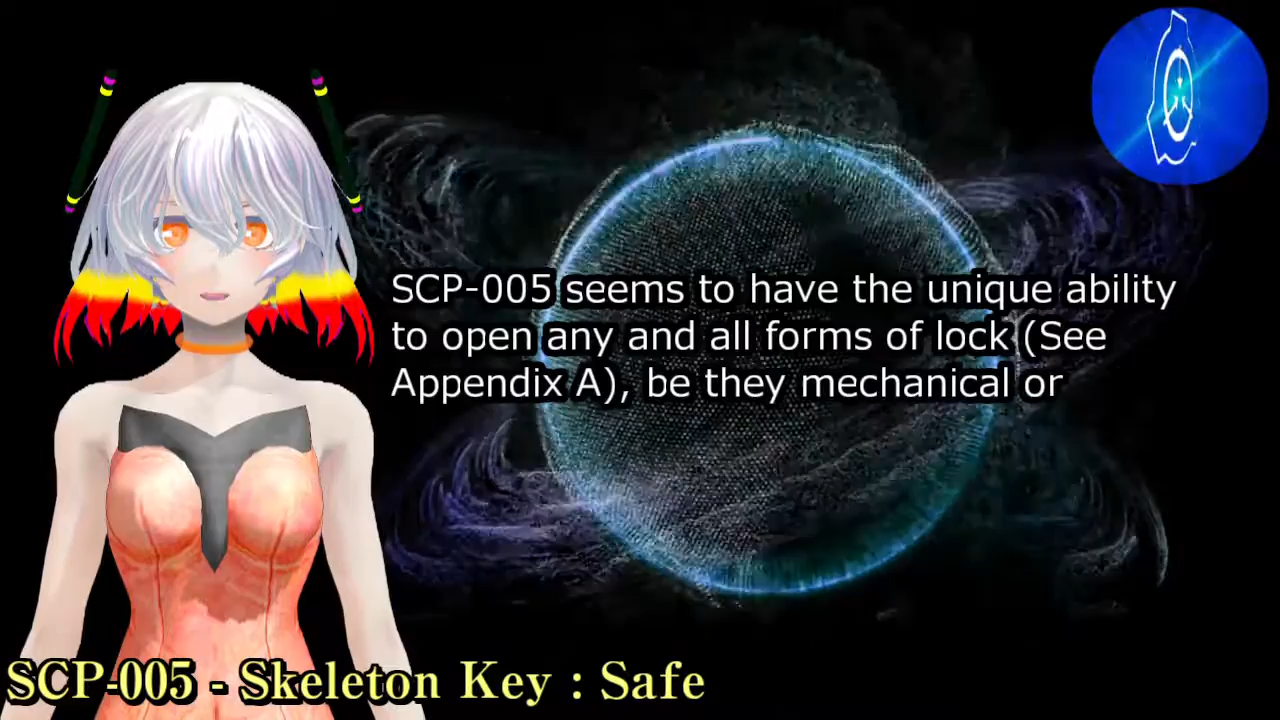 SCP-005 seems to have the unique ability
to open any and all forms of lock (See
Appendix A), be they mechanical or
SCP-005 - Skeleton Key : Safe